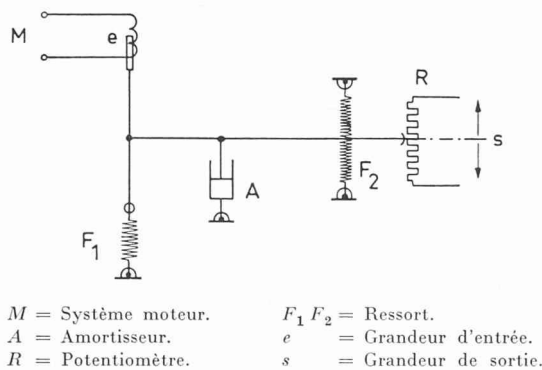 M
e
R
s
A
F2
F1
M = Système moteur.
A = Amortisseur.
R = Potentiomètre.
F1 F2 = Ressort.
e = Grandeur d'entrée.
s = Grandeur de sortie.